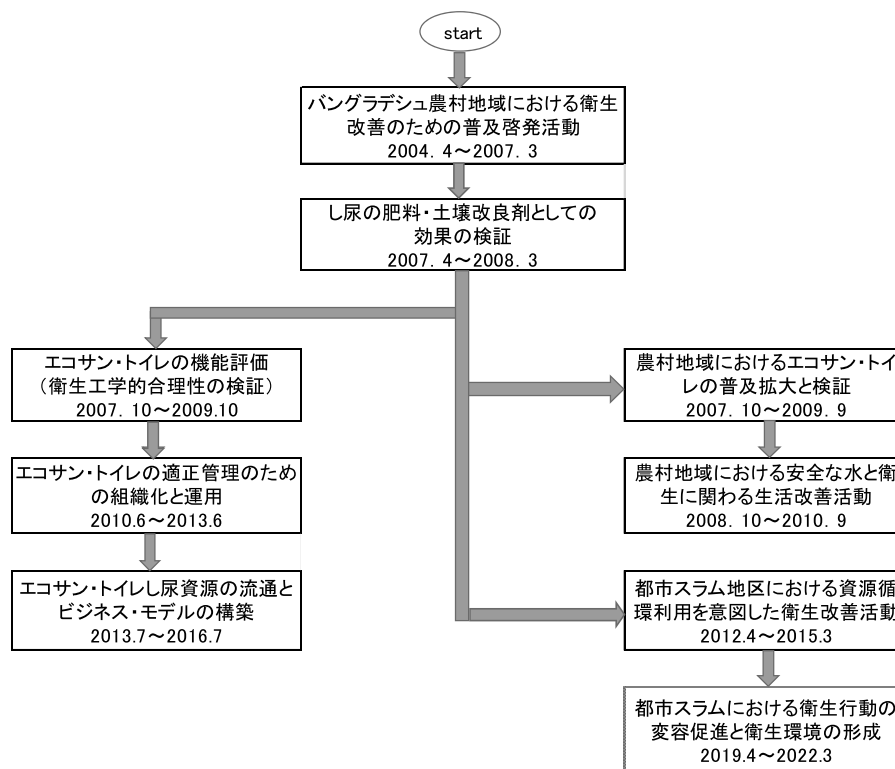 start
バングラデシュ農村地域における衛生
改善のための普及啓発活動
2004. 4～2007. 3
し尿の肥料・土壌改良剤としての
効果の検証
2007. 4～2008. 3
エコサン・トイレの機能評価
（衛生工学的合理性の検証）
2007. 10～2009.10
エコサン・トイレの適正管理のため
の組織化と運用
2010.6～2013.6
エコサン・トイレし尿資源の流通と
ビジネス・モデルの構築
2013.7～2016.7
農村地域におけるエコサン・トイ
レの普及拡大と検証
2007. 10～2009. 9
農村地域における安全な水と衛
生に関わる生活改善活動
2008. 10～2010. 9
都市スラム地区における資源循
環利用を意図した衛生改善活動
2012.4～2015.3
都市スラムにおける衛生行動の
変容促進と衛生環境の形成
2019.4～2022.3